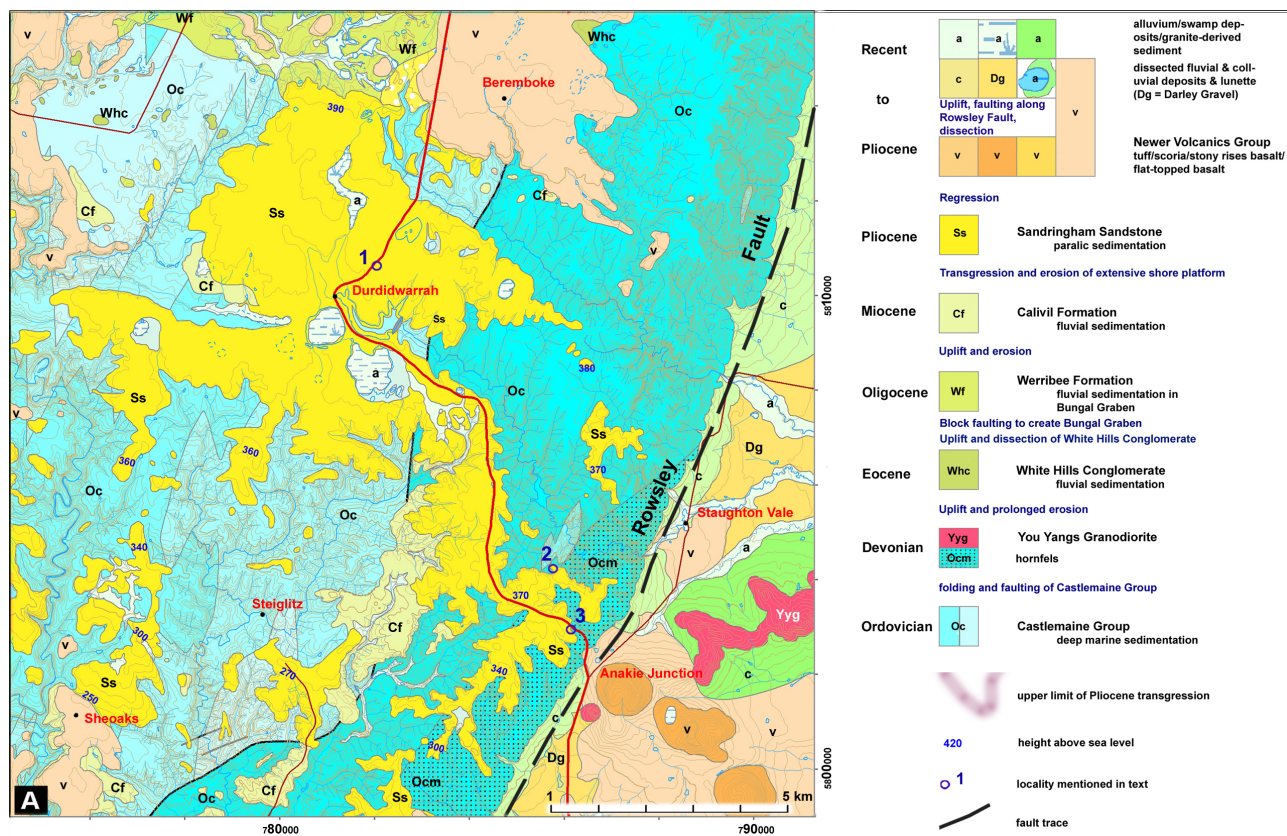 Wf
v
Wf
Whc
v
Beremboke
Oc
Whc
390
Oc
v
a
Cf
Cf
Ss
v
v
1
Fault
Cf
Durdidwarrah
c
Ss
a
380
Oc
Ss
a
v
Ss
360
360
370
Dg
Oc
c
Rowsley
Oc
Staughton Vale
340
2
Ocm
v
a
370
3
Steiglitz
Yyg
300
Cf
v
Ss
c
340
Anakie Junction
270
Ss
250
Sheoaks
c
v
v
300
v
Cf
Dg
Ocm
Cf
Oc
Cf
Ss
v
A
1
5 km
780000
790000
5810000
5800000
Recent
to
Pliocene
a
a
a
alluvium/swamp dep-
osits/granite-derived
sediment
c
Dg
a
dissected fluvial & coll-
uvial deposits & lunette
(Dg = Darley Gravel)
Uplift, faulting along
Rowsley Fault,
dissection
v
v
v
v
Newer Volcanics Group
tuff/scoria/stony rises basalt/
flat-topped basalt
Regression
Pliocene
Ss
Sandringham Sandstone
paralic sedimentation
Transgression and erosion of extensive shore platform
Miocene
Cf
Calivil Formation
fluvial sedimentation
Uplift and erosion
Oligocene
Wf
Werribee Formation
fluvial sedimentation in
Bungal Graben
Block faulting to create Bungal Graben
Uplift and dissection of White Hills Conglomerate
Eocene
Whc
White Hills Conglomerate
fluvial sedimentation
Uplift and prolonged erosion
Devonian
Yyg
You Yangs Granodiorite
Ocm
hornfels
folding and faulting of Castlemaine Group
Ordovician
Oc
Castlemaine Group
deep marine sedimentation
upper limit of Pliocene transgression
420
height above sea level
1
locality mentioned in text
fault trace